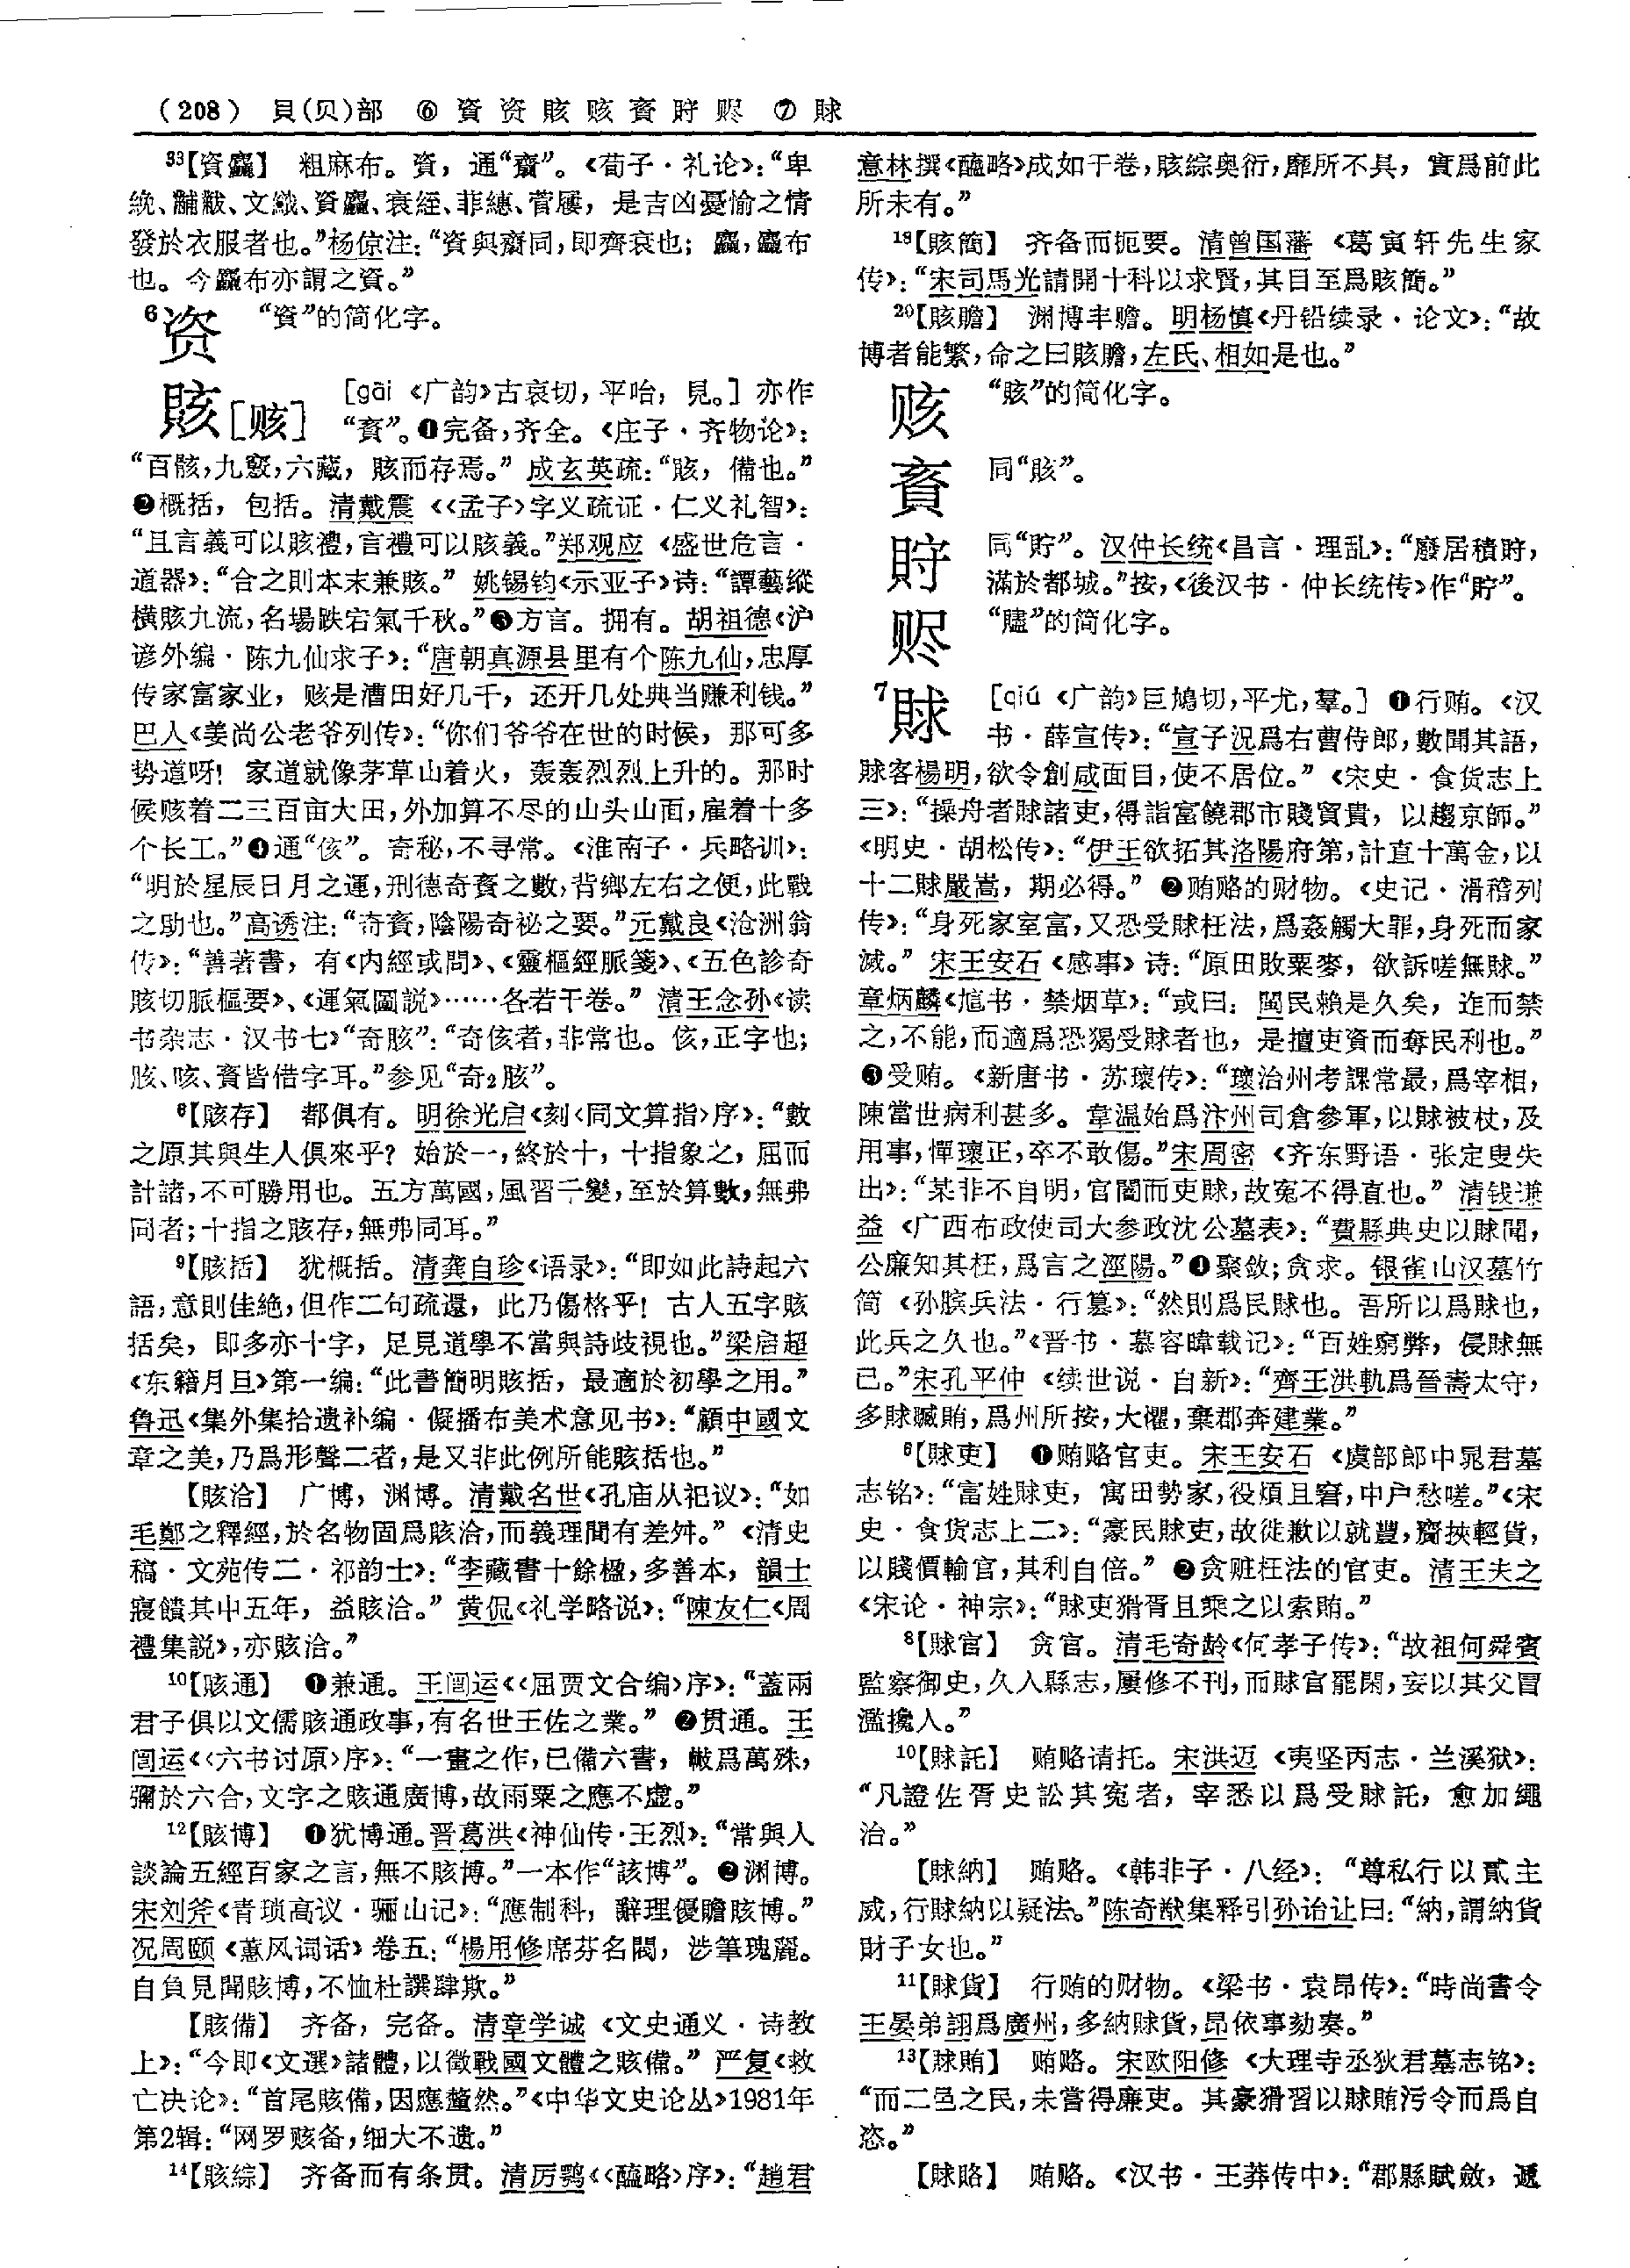 (208) 貝(贝)部 ⑥ 資 资 賅 赅 賌 貯 赆 ⑦ 賕
33【資麤】 粗麻布。資，通“齎”。《荀子·礼论》：“卑
絻、黼黻、文織、資麤、衰絰、菲繐、菅屨，是吉凶憂愉之情
發於衣服者也。”杨倞注：“資與齋同，即齊衰也；麤，麤布
也。今麤布亦謂之資。”
6资 “資”的简化字。
賅[赅] [gāi 《广韵》古哀切，平咍，見。] 亦作
“賌”。❶完备，齐全。《庄子·齐物论》：
“百骸，九竅，六藏，賅而存焉。”成玄英疏：“賅，備也。”
❷概括，包括。清戴震《〈孟子〉字义疏证·仁义礼智》：
“且言義可以賅禮，言禮可以賅義。”郑观应《盛世危言·
道器》：“合之則本末兼賅。”姚锡钧《示亚子》诗：“譚藝縱
横賅九流，名場跌宕氣千秋。”❸方言。拥有。胡祖德《沪
谚外编·陈九仙求子》：“唐朝真源县里有个陈九仙，忠厚
传家富家业，赅是漕田好几千，还开几处典当赚利钱。”
巴人《姜尚公老爷列传》：“你们爷爷在世的时候，那可多
势道呀！家道就像茅草山着火，轰轰烈烈上升的。那时
候赅着二三百亩大田，外加算不尽的山头山面，雇着十多
个长工。”❹通“侅”。奇秘，不寻常。《淮南子·兵略训》：
“明於星辰日月之運，刑德奇賌之數，背鄉左右之便，此戰
之助也。”高诱注：“奇賌，陰陽奇祕之要。”元戴良《沧洲翁
传》：“善著書，有《内經或問》、《靈樞經脈箋》、《五色診奇
賅切脈樞要》、《運氣圖説》……各若干卷。”清王念孙《读
书杂志·汉书七》“奇胲”：“奇侅者，非常也。侅，正字也；
胲、咳、賌皆借字耳。”参见“奇2胲”。
6【賅存】 都俱有。明徐光启《刻〈同文算指〉序》：“數
之原其與生人俱來乎？始於一，終於十，十指象之，屈而
計諸，不可勝用也。五方萬國，風習千變，至於算數，無弗
同者；十指之賅存，無弗同耳。”
9【賅括】 犹概括。清龚自珍《语录》：“即如此詩起六
語，意則佳絶，但作二句疏還，此乃傷格乎！古人五字賅
括矣，即多亦十字，足見道學不當與詩歧視也。”梁启超
《东籍月旦》第一编：“此書簡明賅括，最適於初學之用。”
鲁迅《集外集拾遗补编·儗播布美术意见书》：“顧中國文
章之美，乃爲形聲二者，是又非此例所能賅括也。”
【賅洽】 广博，渊博。清戴名世《孔庙从祀议》：“如
毛鄭之釋經，於名物固爲賅洽，而義理間有差舛。”《清史
稿·文苑传二·祁韵士》：“李藏書十餘楹，多善本，韻士
寢饋其中五年，益賅洽。”黄侃《礼学略说》：“陳友仁《周
禮集説》，亦賅洽。”
10【賅通】 ❶兼通。王闿运《〈屈贾文合编〉序》：“蓋兩
君子俱以文儒賅通政事，有名世王佐之業。”❷贯通。王
闿运《〈六书讨原〉序》：“一畫之作，已備六書，散爲萬殊，
彌於六合，文字之賅通廣博，故雨粟之應不虚。”
12【賅博】 ❶犹博通。晋葛洪《神仙传·王烈》：“常與人
談論五經百家之言，無不賅博。”一本作“該博”。❷渊博。
宋刘斧《青琐高议·骊山记》：“應制科，辭理優贍賅博。”
况周颐《蕙风词话》卷五：“楊用修席芬名閥，涉筆瑰麗。
自負見聞賅博，不恤杜譔肆欺。”
【賅備】 齐备，完备。清章学诚《文史通义·诗教
上》：“今即《文選》諸體，以徵戰國文體之賅備。”严复《救
亡决论》：“首尾賅備，因應釐然。”《中华文史论丛》1981年
第2辑：“网罗赅备，细大不遗。”
14【賅綜】 齐备而有条贯。清厉鹗《〈醢略〉序》：“趙君
意林撰《醢略》成如干卷，賅綜奥衍，靡所不具，實爲前此
所未有。”
18【賅簡】 齐备而扼要。清曾国藩《葛寅轩先生家
传》：“宋司馬光請開十科以求賢，其目至爲賅簡。”
20【賅贍】 渊博丰赡。明杨慎《丹铅续录·论文》：“故
博者能繁，命之曰賅贍，左氏、相如是也。”
赅 “賅”的简化字。
賌 同“賅”。
貯 同“貯”。汉仲长统《昌言·理乱》：“廢居積貯，
滿於都城。”按，《後汉书·仲长统传》作“貯”。
赆 “贐”的简化字。
7賕 [qiú 《广韵》巨鳩切，平尤，羣。] ❶行贿。《汉
书·薛宣传》：“宣子況爲右曹侍郎，數聞其語，
賕客楊明，欲令創咸面目，使不居位。”《宋史·食货志上
三》：“操舟者賕諸吏，得詣富饒郡市賤貿貴，以趨京師。”
《明史·胡松传》：“伊王欲拓其洛陽府第，計直十萬金，以
十二賕嚴嵩，期必得。”❷贿赂的财物。《史记·滑稽列
传》：“身死家室富，又恐受賕枉法，爲姦觸大罪，身死而家
滅。”宋王安石《感事》诗：“原田敗粟麥，欲訴嗟無賕。”
章炳麟《訄书·禁烟草》：“或曰：閩民賴是久矣，迮而禁
之，不能，而適爲恐猲受賕者也，是擅吏資而奪民利也。”
❸受贿。《新唐书·苏瓌传》：“瓌治州考課常最，爲宰相，
陳當世病利甚多。韋温始爲汴州司倉參軍，以賕被杖，及
用事，憚瓌正，卒不敢傷。”宋周密《齐东野语·张定叟失
出》：“某非不自明，官闇而吏賕，故寃不得直也。”清钱谦
益《广西布政使司大参政沈公墓表》：“費縣典史以賕聞，
公廉知其枉，爲言之涇陽。”❹聚敛；贪求。银雀山汉墓竹
简《孙膑兵法·行篡》：“然則爲民賕也。吾所以爲賕也，
此兵之久也。”《晋书·慕容暐载记》：“百姓窮弊，侵賕無
已。”宋孔平仲《续世说·自新》：“齊王洪軌爲晉壽太守，
多賕贓賄，爲州所按，大懼，棄郡奔建業。”
6【賕吏】 ❶贿赂官吏。宋王安石《虞部郎中晁君墓
志铭》：“富姓賕吏，寓田勢家，役煩且窘，中户愁嗟。”《宋
史·食货志上二》：“豪民賕吏，故徙歉以就豐，齎挾輕貨，
以賤價輸官，其利自倍。”❷贪赃枉法的官吏。清王夫之
《宋论·神宗》：“賕吏猾胥且乘之以索賄。”
8【賕官】 贪官。清毛奇龄《何孝子传》：“故祖何舜賓
監察御史，久入縣志，屢修不刊，而賕官罷閑，妄以其父冒
濫攙人。”
10【賕託】 贿赂请托。宋洪迈《夷坚丙志·兰溪狱》：
“凡證佐胥史訟其寃者，宰悉以爲受賕託，愈加繩
治。”
【賕納】 贿赂。《韩非子·八经》：“尊私行以貳主
威，行賕納以疑法。”陈奇猷集释引孙诒让曰：“納，謂納貨
財子女也。”
11【賕貨】 行贿的财物。《梁书·袁昂传》：“時尚書令
王晏弟詡爲廣州，多納賕貨，昂依事劾奏。”
13【賕賄】 贿赂。宋欧阳修《大理寺丞狄君墓志铭》：
“而二邑之民，未嘗得廉吏。其豪猾習以賕賄污令而爲自
恣。”
【賕賂】 贿赂。《汉书·王莽传中》：“郡縣賦斂，遞